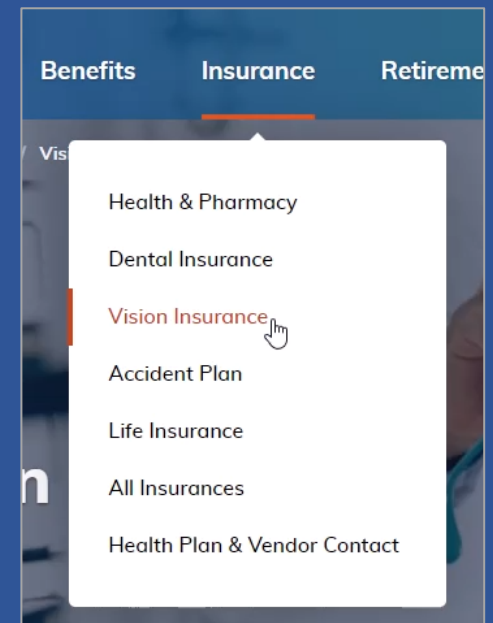 Benefits Insurance Retireme
/ Vis
Health & Pharmacy
Dental Insurance
Vision Insurance
Accident Plan
Life Insurance
n
All Insurances
Health Plan & Vendor Contact